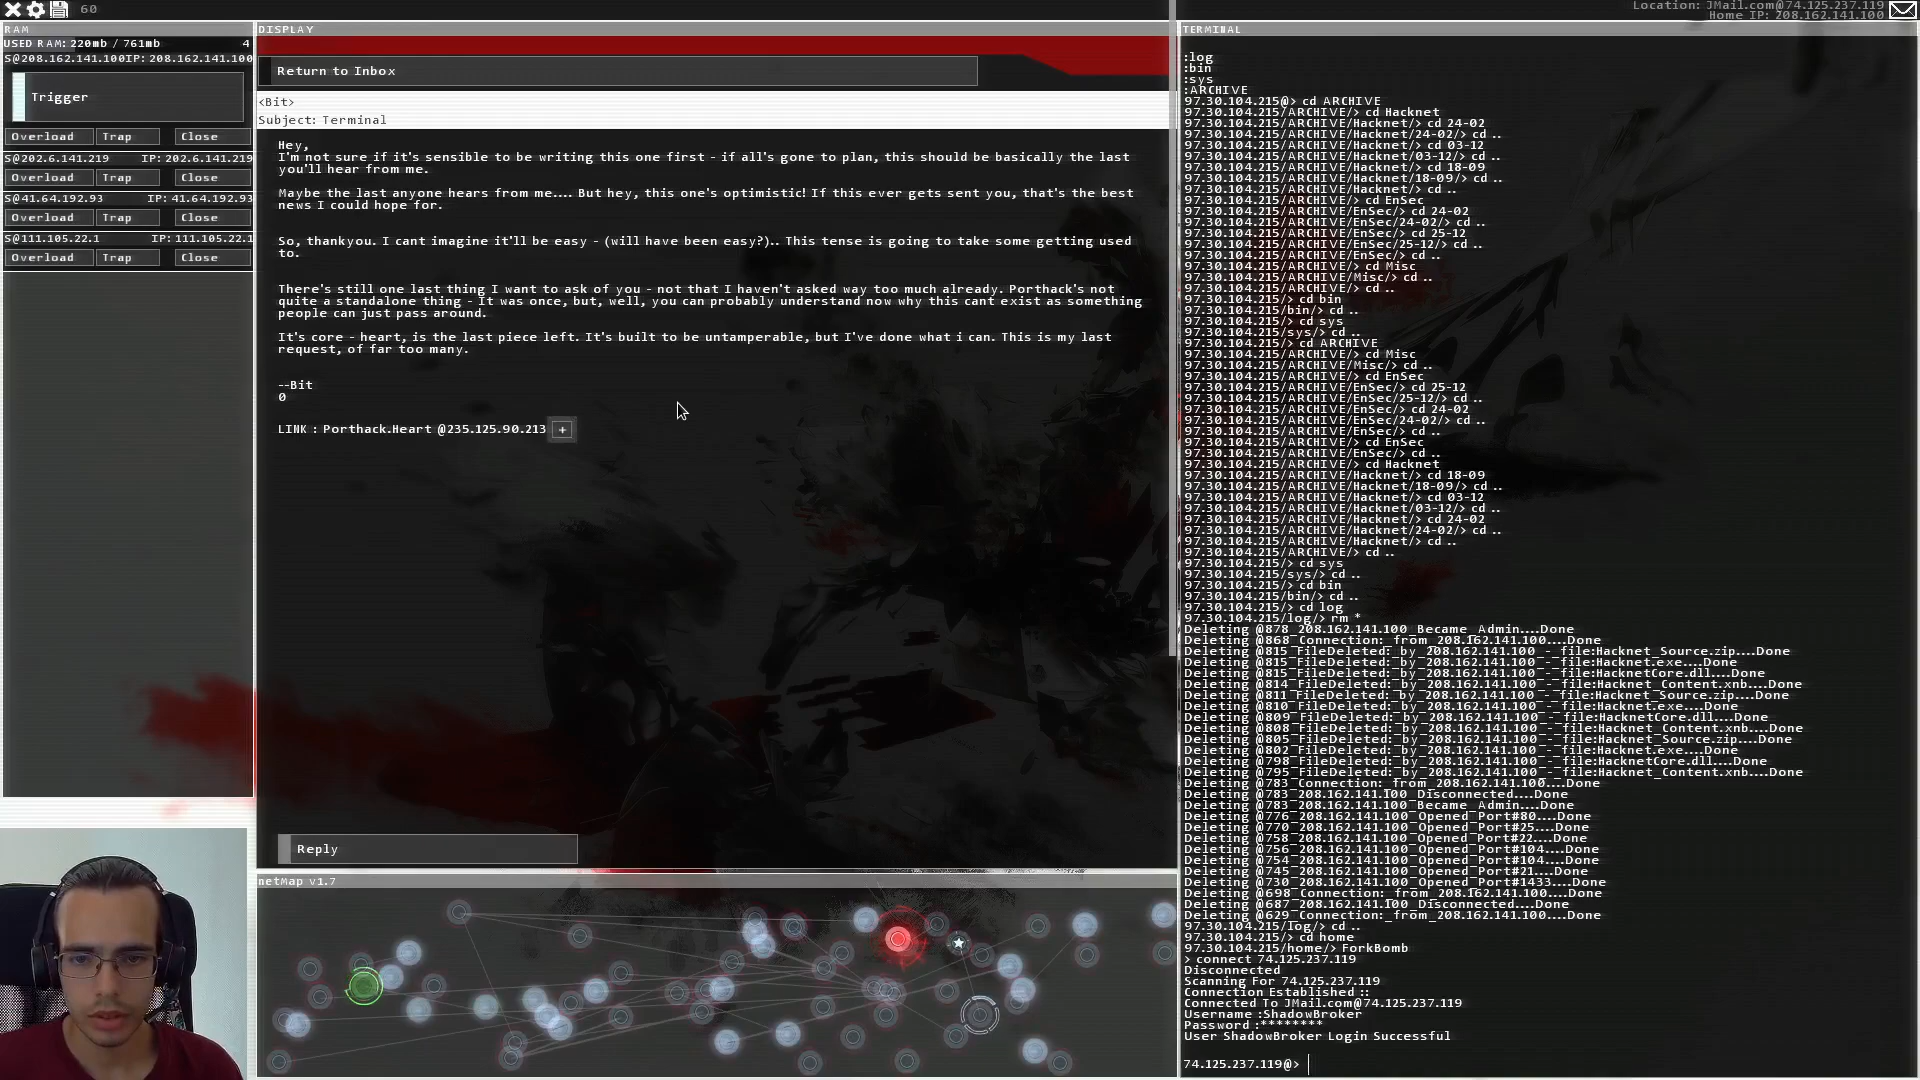 60
Location: JMail.com@74.125.237.119
Home IP: 208.162.141.100
RAM
USED RAM: 220mb / 761mb 4
S@208.162.141.100IP: 208.162.141.100
Trigger
Overload Trap Close
S@202.6.141.219 IP: 202.6.141.219
Overload Trap Close
S@41.64.192.93 IP: 41.64.192.93
Overload Trap Close
S@111.105.22.1 IP: 111.105.22.1
Overload Trap Close
DISPLAY
Return to Inbox
<Bit>
Subject: Terminal
Hey,
I'm not sure if it's sensible to be writing this one first - if all's gone to plan, this should be basically the last
you'll hear from me.
Maybe the last anyone hears from me.... But hey, this one's optimistic! If this ever gets sent you, that's the best
news I could hope for.
So, thankyou. I cant imagine it'll be easy - (will have been easy?).. This tense is going to take some getting used
to.
There's still one last thing I want to ask of you - not that I haven't asked way too much already. Porthack's not
quite a standalone thing - It was once, but, well, you can probably understand now why this cant exist as something
people can just pass around.
It's core - heart, is the last piece left. It's built to be untamperable, but I've done what i can. This is my last
request, of far too many.
--Bit
0
LINK : Porthack.Heart @235.125.90.213 +
Reply
netMap v1.7
TERMINAL
:log
:bin
:sys
:ARCHIVE
97.30.104.215@> cd ARCHIVE
97.30.104.215/ARCHIVE/> cd Hacknet
97.30.104.215/ARCHIVE/Hacknet/> cd 24-02
97.30.104.215/ARCHIVE/Hacknet/24-02/> cd ..
97.30.104.215/ARCHIVE/Hacknet/> cd 03-12
97.30.104.215/ARCHIVE/Hacknet/03-12/> cd ..
97.30.104.215/ARCHIVE/Hacknet/> cd 18-09
97.30.104.215/ARCHIVE/Hacknet/18-09/> cd ..
97.30.104.215/ARCHIVE/Hacknet/> cd ..
97.30.104.215/ARCHIVE/> cd EnSec
97.30.104.215/ARCHIVE/EnSec/> cd 24-02
97.30.104.215/ARCHIVE/EnSec/24-02/> cd ..
97.30.104.215/ARCHIVE/EnSec/> cd 25-12
97.30.104.215/ARCHIVE/EnSec/25-12/> cd ..
97.30.104.215/ARCHIVE/EnSec/> cd ..
97.30.104.215/ARCHIVE/> cd Misc
97.30.104.215/ARCHIVE/Misc/> cd ..
97.30.104.215/ARCHIVE/> cd ..
97.30.104.215/> cd bin
97.30.104.215/bin/> cd ..
97.30.104.215/> cd sys
97.30.104.215/sys/> cd ..
97.30.104.215/> cd ARCHIVE
97.30.104.215/ARCHIVE/> cd Misc
97.30.104.215/ARCHIVE/Misc/> cd ..
97.30.104.215/ARCHIVE/> cd EnSec
97.30.104.215/ARCHIVE/EnSec/> cd 25-12
97.30.104.215/ARCHIVE/EnSec/25-12/> cd ..
97.30.104.215/ARCHIVE/EnSec/> cd 24-02
97.30.104.215/ARCHIVE/EnSec/24-02/> cd ..
97.30.104.215/ARCHIVE/EnSec/> cd ..
97.30.104.215/ARCHIVE/> cd EnSec
97.30.104.215/ARCHIVE/EnSec/> cd ..
97.30.104.215/ARCHIVE/> cd Hacknet
97.30.104.215/ARCHIVE/Hacknet/> cd 18-09
97.30.104.215/ARCHIVE/Hacknet/18-09/> cd ..
97.30.104.215/ARCHIVE/Hacknet/> cd 03-12
97.30.104.215/ARCHIVE/Hacknet/03-12/> cd ..
97.30.104.215/ARCHIVE/Hacknet/> cd 24-02
97.30.104.215/ARCHIVE/Hacknet/24-02/> cd ..
97.30.104.215/ARCHIVE/Hacknet/> cd ..
97.30.104.215/ARCHIVE/> cd ..
97.30.104.215/> cd sys
97.30.104.215/sys/> cd ..
97.30.104.215/> cd bin
97.30.104.215/bin/> cd ..
97.30.104.215/> cd log
97.30.104.215/log/> rm *
Deleting @878_208.162.141.100_Became_Admin....Done
Deleting @868_Connection:_from_208.162.141.100....Done
Deleting @815_FileDeleted:_by_208.162.141.100_-_file:Hacknet_Source.zip....Done
Deleting @815_FileDeleted:_by_208.162.141.100_-_file:Hacknet.exe....Done
Deleting @815_FileDeleted:_by_208.162.141.100_-_file:HacknetCore.dll....Done
Deleting @814_FileDeleted:_by_208.162.141.100_-_file:Hacknet_Content.xnb....Done
Deleting @811_FileDeleted:_by_208.162.141.100_-_file:Hacknet_Source.zip....Done
Deleting @810_FileDeleted:_by_208.162.141.100_-_file:Hacknet.exe....Done
Deleting @809_FileDeleted:_by_208.162.141.100_-_file:HacknetCore.dll....Done
Deleting @808_FileDeleted:_by_208.162.141.100_-_file:Hacknet_Content.xnb....Done
Deleting @805_FileDeleted:_by_208.162.141.100_-_file:Hacknet_Source.zip....Done
Deleting @802_FileDeleted:_by_208.162.141.100_-_file:Hacknet.exe....Done
Deleting @798_FileDeleted:_by_208.162.141.100_-_file:HacknetCore.dll....Done
Deleting @795_FileDeleted:_by_208.162.141.100_-_file:Hacknet_Content.xnb....Done
Deleting @783_Connection:_from_208.162.141.100....Done
Deleting @783_208.162.141.100_Disconnected....Done
Deleting @783_208.162.141.100_Became_Admin....Done
Deleting @776_208.162.141.100_Opened_Port#80....Done
Deleting @770_208.162.141.100_Opened_Port#25....Done
Deleting @758_208.162.141.100_Opened_Port#22....Done
Deleting @756_208.162.141.100_Opened_Port#104....Done
Deleting @754_208.162.141.100_Opened_Port#104....Done
Deleting @745_208.162.141.100_Opened_Port#21....Done
Deleting @730_208.162.141.100_Opened_Port#1433....Done
Deleting @698_Connection:_from_208.162.141.100....Done
Deleting @687_208.162.141.100_Disconnected....Done
Deleting @629_Connection:_from_208.162.141.100....Done
97.30.104.215/log/> cd ..
97.30.104.215/> cd home
97.30.104.215/home/> ForkBomb
> connect 74.125.237.119
Disconnected
Scanning For 74.125.237.119
Connection Established ::
Connected To JMail.com@74.125.237.119
Username :ShadowBroker
Password :********
User ShadowBroker Login Successful
74.125.237.119@>